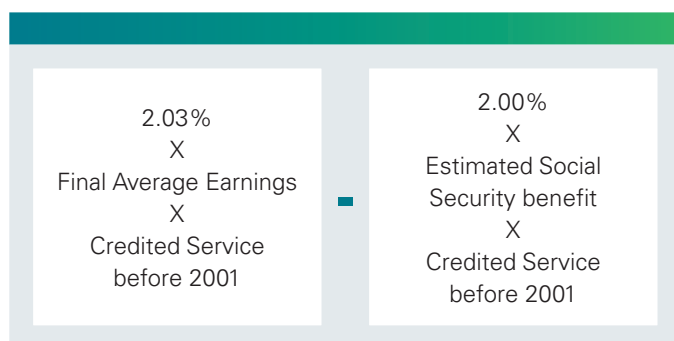 2.03%
X
Final Average Earnings
X
Credited Service
before 2001
-
2.00%
X
Estimated Social
Security benefit
X
Credited Service
before 2001